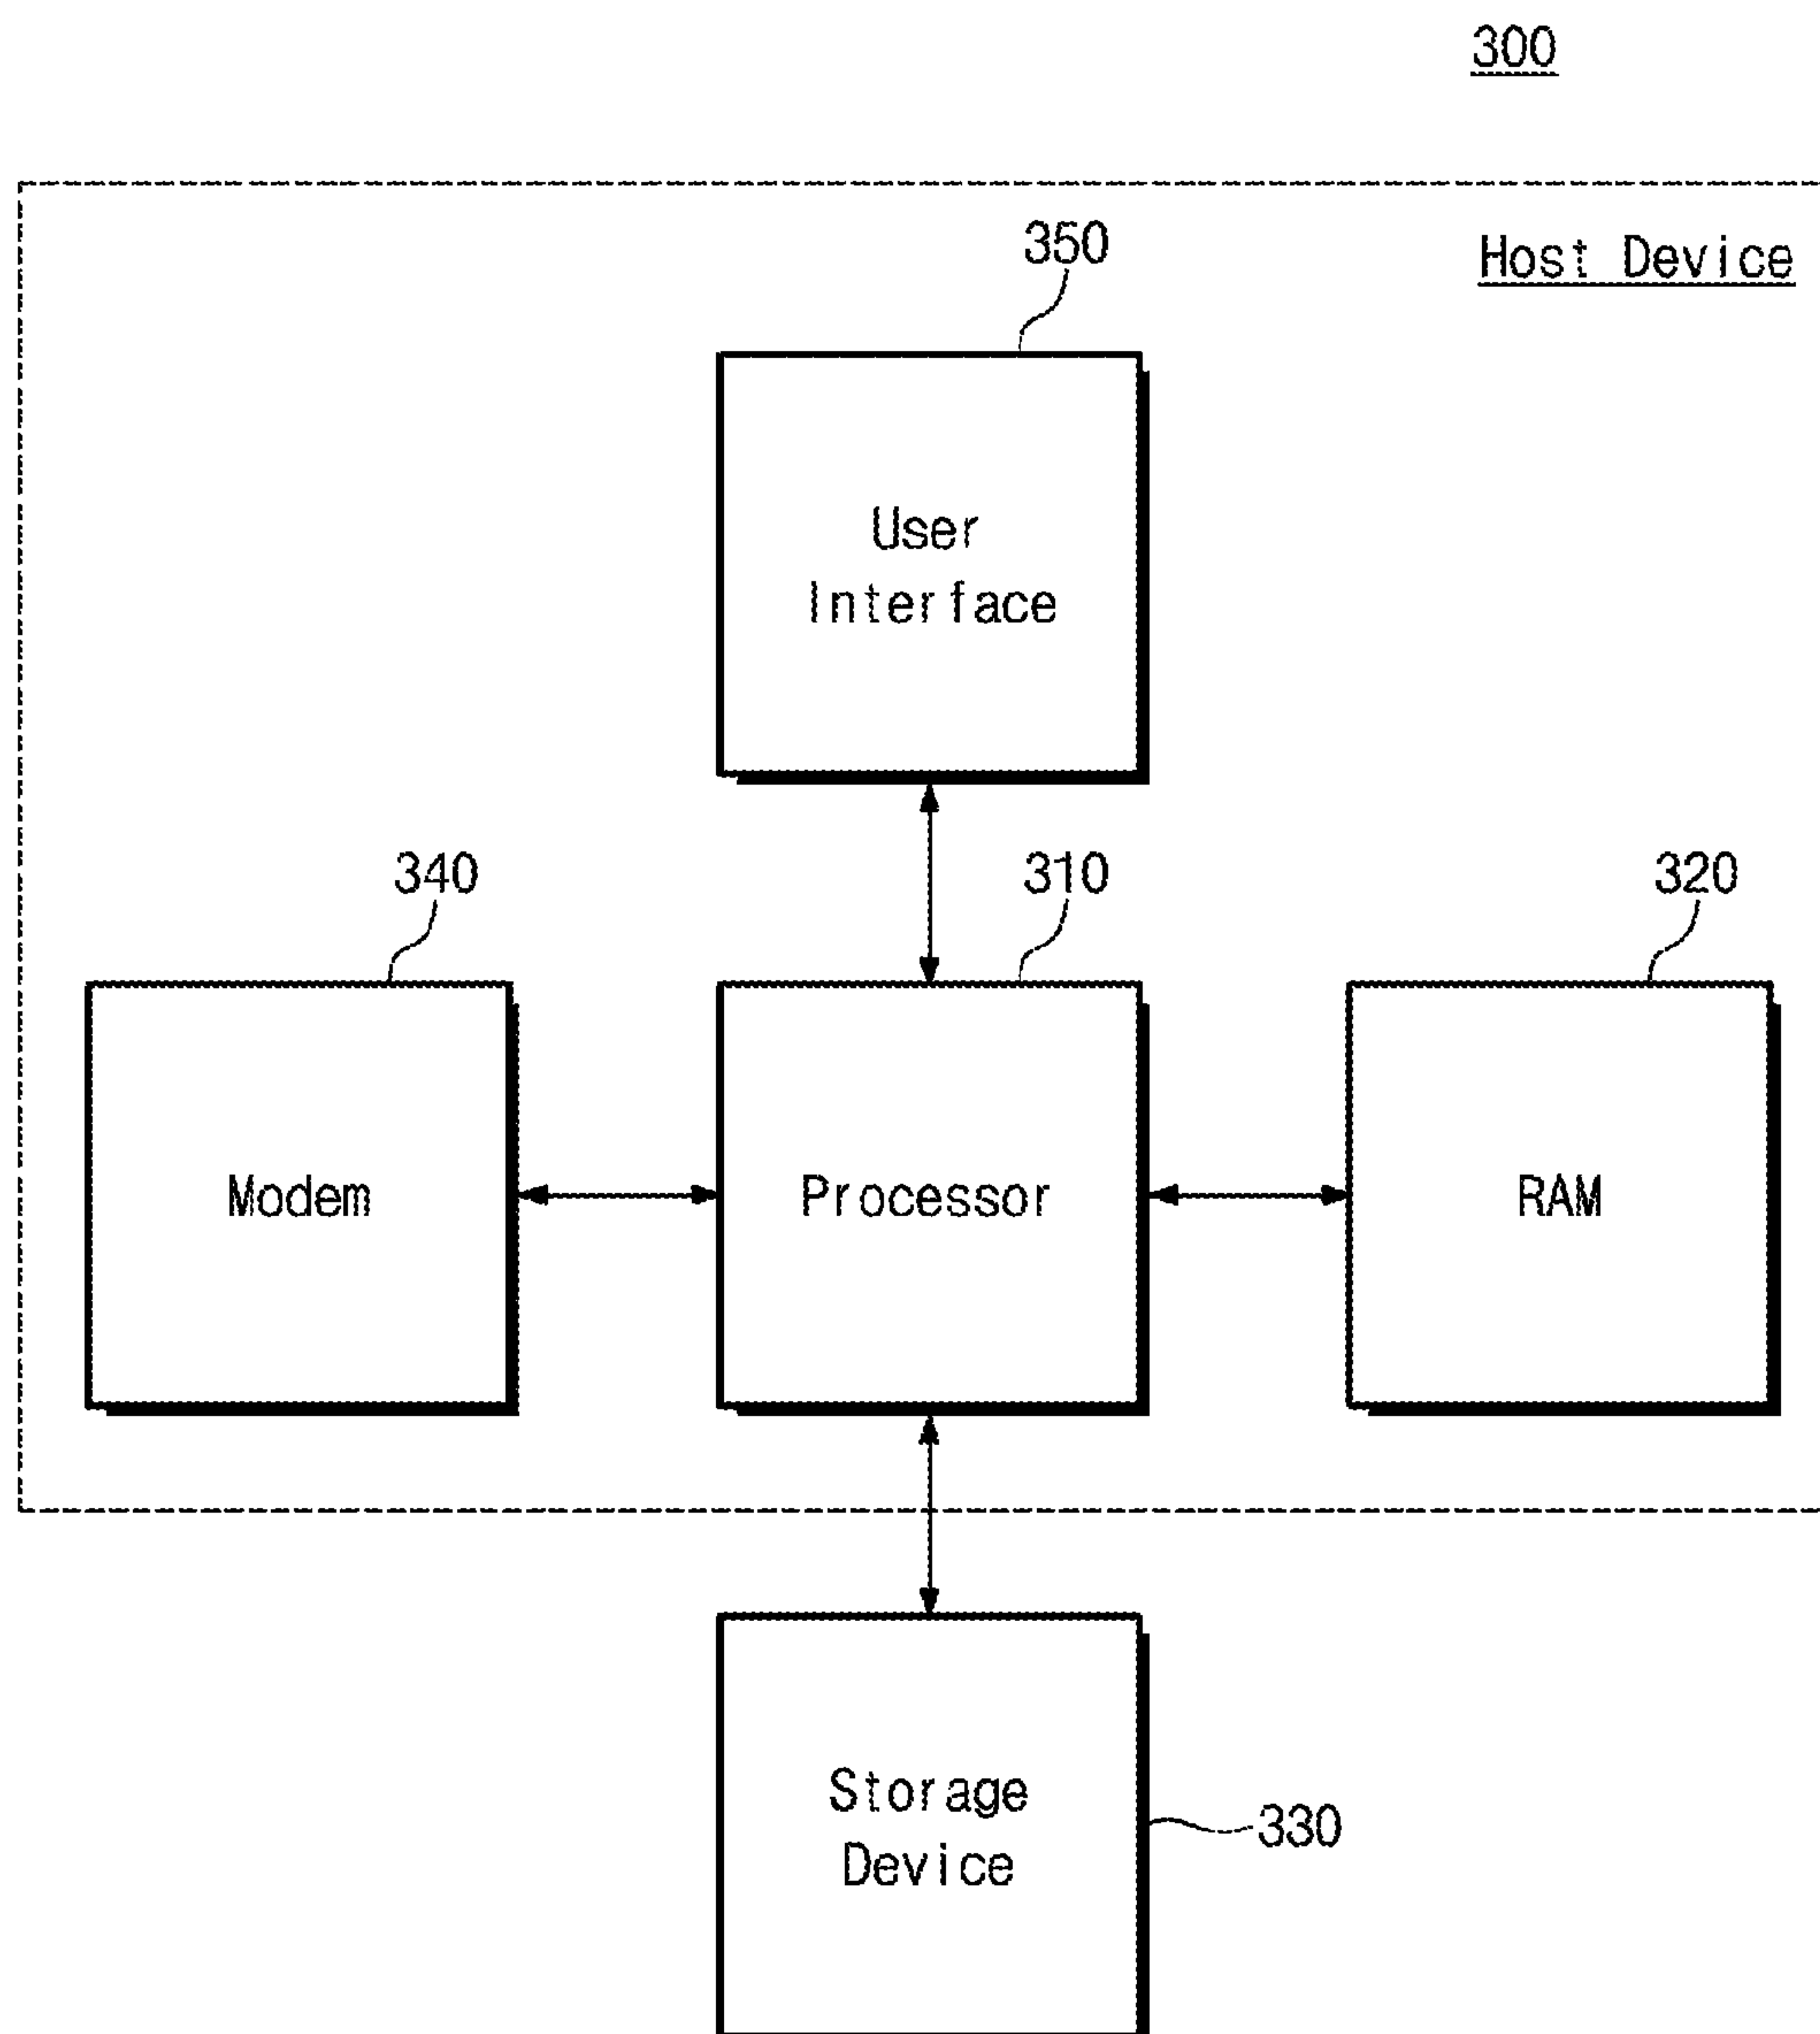 300
Host Device
350
User
Interface
340
310
320
Modem
Processor
RAM
Storage
Device
330